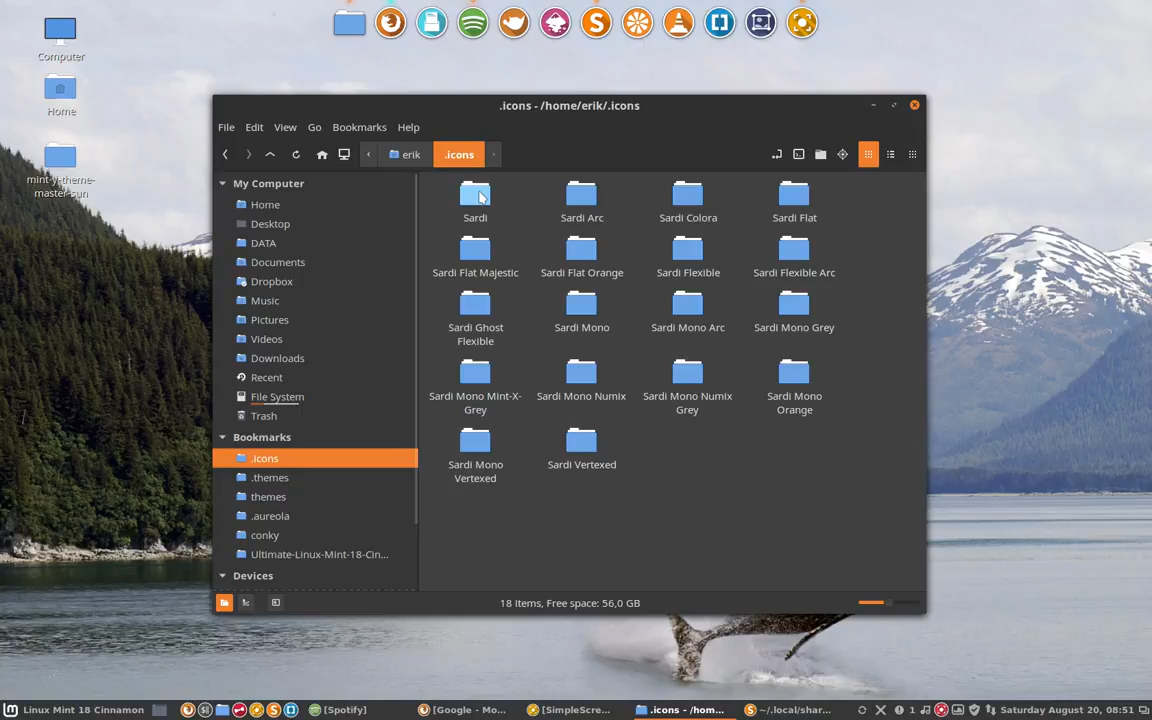 Computer
Home
mint-y-theme-
master-sun
.icons - /home/erik/.icons
File Edit View Go Bookmarks Help
erik .icons
My Computer
Home
Desktop
DATA
Documents
Dropbox
Music
Pictures
Videos
Downloads
Recent
File System
Trash
Bookmarks
.icons
.themes
themes
.aureola
conky
Ultimate-Linux-Mint-18-Cin...
Devices
Sardi Sardi Arc Sardi Colora Sardi Flat
Sardi Flat Majestic Sardi Flat Orange Sardi Flexible Sardi Flexible Arc
Sardi Ghost
Flexible
Sardi Mono Sardi Mono Arc Sardi Mono Grey
Sardi Mono Mint-X-
Grey
Sardi Mono Numix
Sardi Mono Numix
Grey
Sardi Mono
Orange
Sardi Mono
Vertexed
Sardi Vertexed
18 Items, Free space: 56,0 GB
Linux Mint 18 Cinnamon [Spotify] [Google - Mo... [SimpleScre... .icons - /hom... ~/.local/shar... 1 Saturday August 20, 08:51